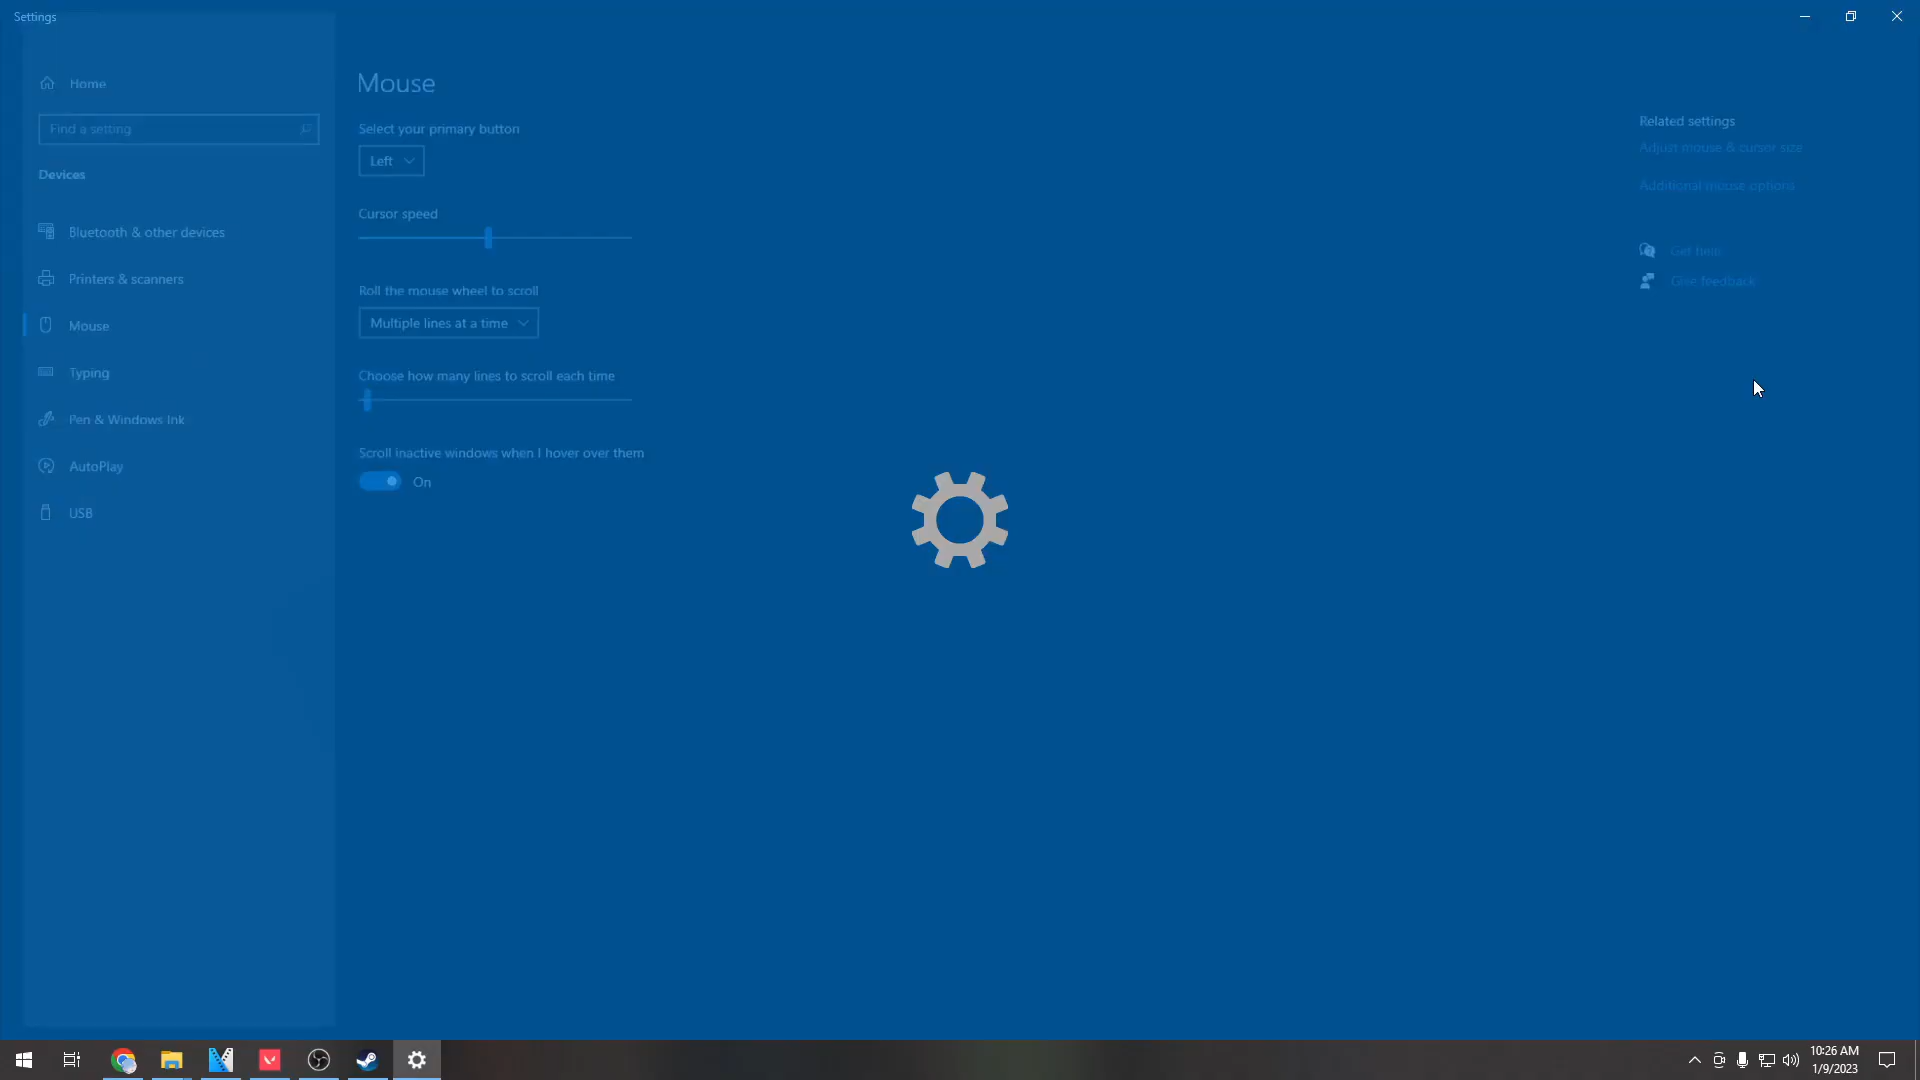 Settings
Home
Find a setting
Devices
Bluetooth & other devices
Printers & scanners
Mouse
Typing
Pen & Windows Ink
AutoPlay
USB
Mouse
Select your primary button
Left
Cursor speed
Roll the mouse wheel to scroll
Multiple lines at a time
Choose how many lines to scroll each time
Scroll inactive windows when I hover over them
On
Related settings
Adjust mouse & cursor size
Additional mouse options
Get help
Give feedback
10:26 AM
1/9/2023